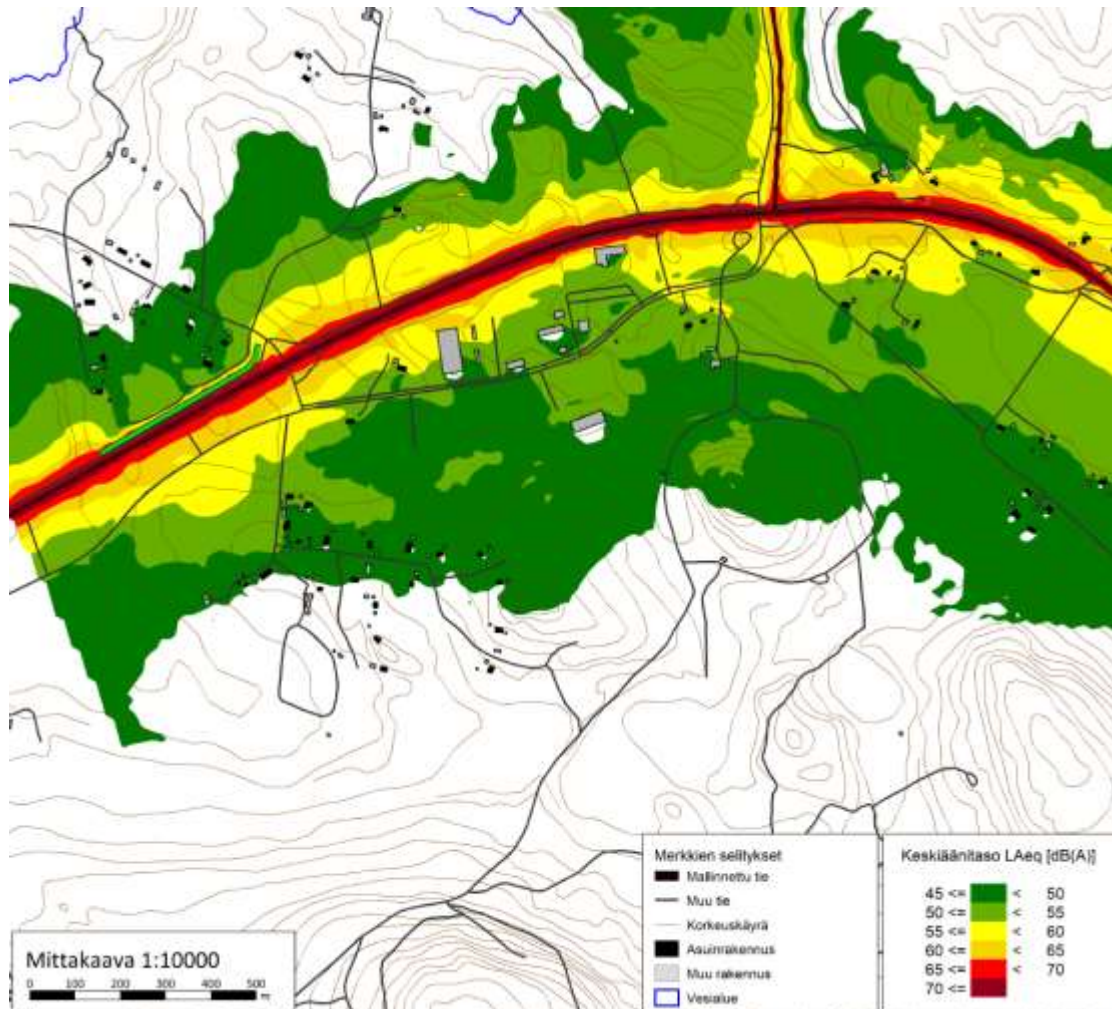 Mittakaava 1:10000
0 100 200 300 400 500
m
Merkkien selitykset
Mallinnettu tie
Muu tie
Korkeuskäyrä
Asuinrakennus
Muu rakennus
Vesialue
Keskiäänitaso LAeq [dB(A)]
45 <= < 50
50 <= < 55
55 <= < 60
60 <= < 65
65 <= < 70
70 <=